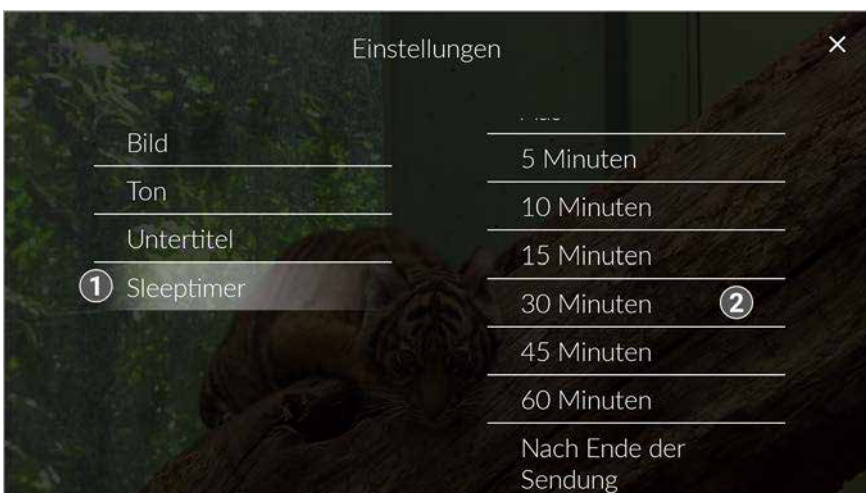 Einstellungen
×
Bild
Ton
Untertitel
1 Sleeptimer
5 Minuten
10 Minuten
15 Minuten
30 Minuten 2
45 Minuten
60 Minuten
Nach Ende der
Sendung